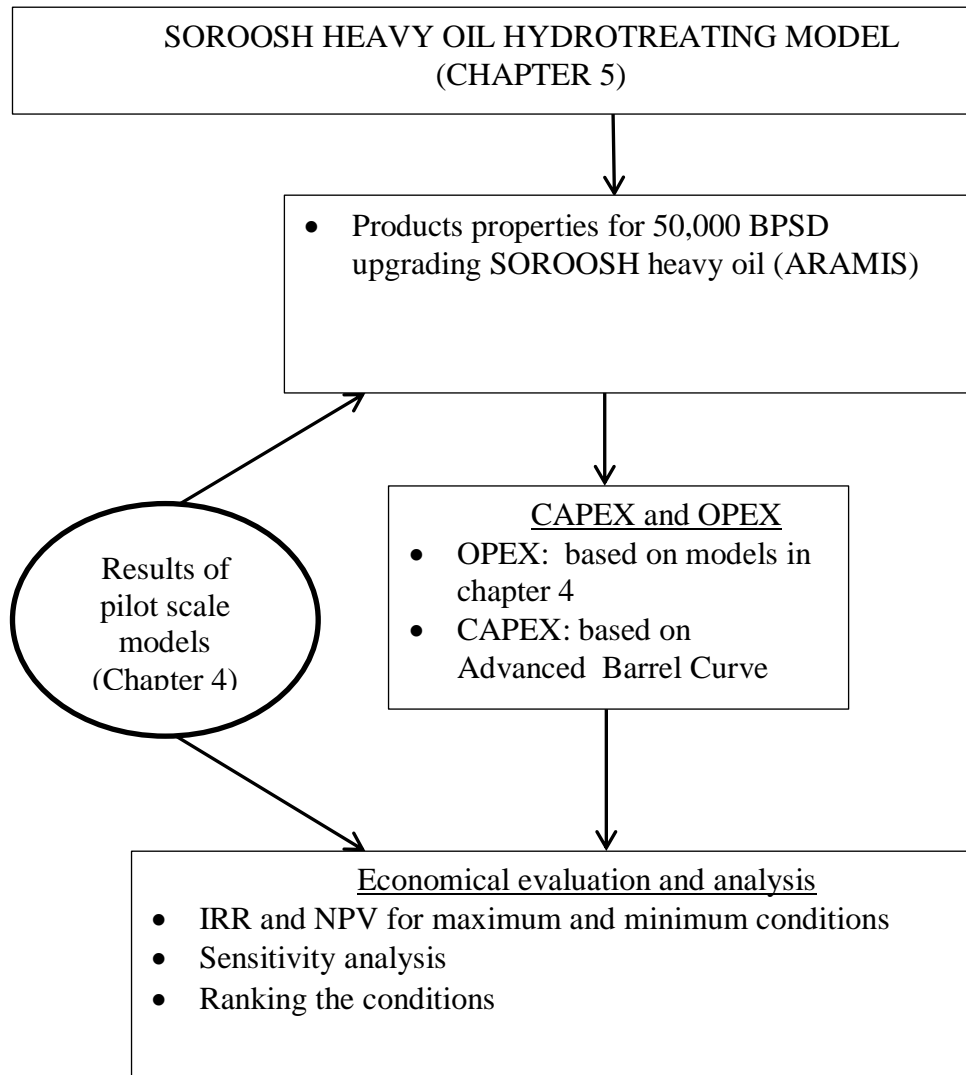 SOROOSH HEAVY OIL HYDROTREATING MODEL
(CHAPTER 5)
• Products properties for 50,000 BPSD
upgrading SOROOSH heavy oil (ARAMIS)
CAPEX and OPEX
• OPEX: based on models in
chapter 4
• CAPEX: based on
Advanced Barrel Curve
Results of
pilot scale
models
(Chapter 4)
Economical evaluation and analysis
• IRR and NPV for maximum and minimum conditions
• Sensitivity analysis
• Ranking the conditions